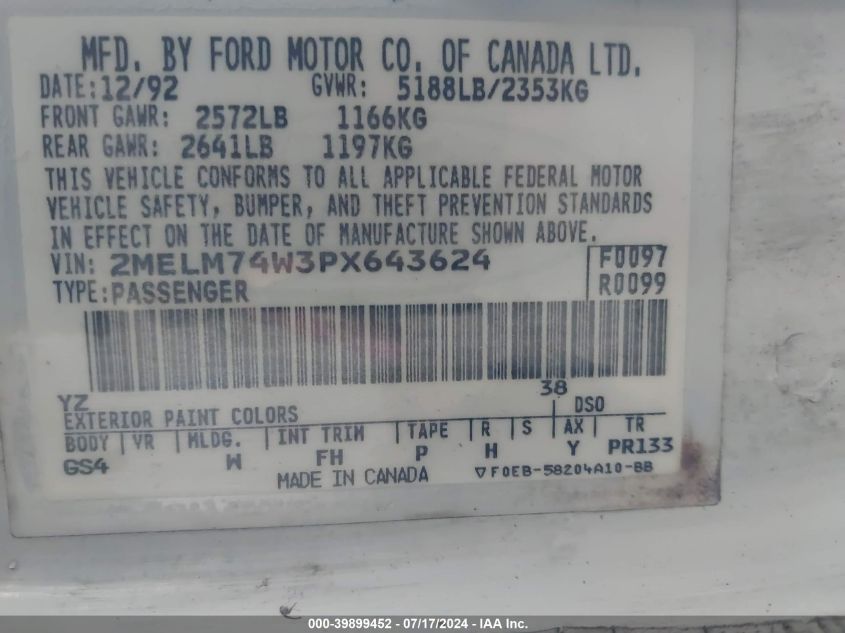 MFD. BY FORD MOTOR CO. OF CANADA LTD.
DATE: 12/92 GVWR: 5188LB/2353KG
FRONT GAWR: 2572LB 1166KG
REAR GAWR: 2641LB 1197KG
THIS VEHICLE CONFORMS TO ALL APPLICABLE FEDERAL MOTOR
VEHICLE SAFETY, BUMPER, AND THEFT PREVENTION STANDARDS
IN EFFECT ON THE DATE OF MANUFACTURE SHOWN ABOVE.
VIN: 2MELM74W3PX643624 F0097
TYPE: PASSENGER R0099
YZ 38
EXTERIOR PAINT COLORS DSO
BODY VR MLDG. INT TRIM TAPE R S AX TR
GS4 W FH P H Y PR133
MADE IN CANADA ▽F0EB-58204A10-BB
000-39899452 - 07/17/2024 - IAA Inc.